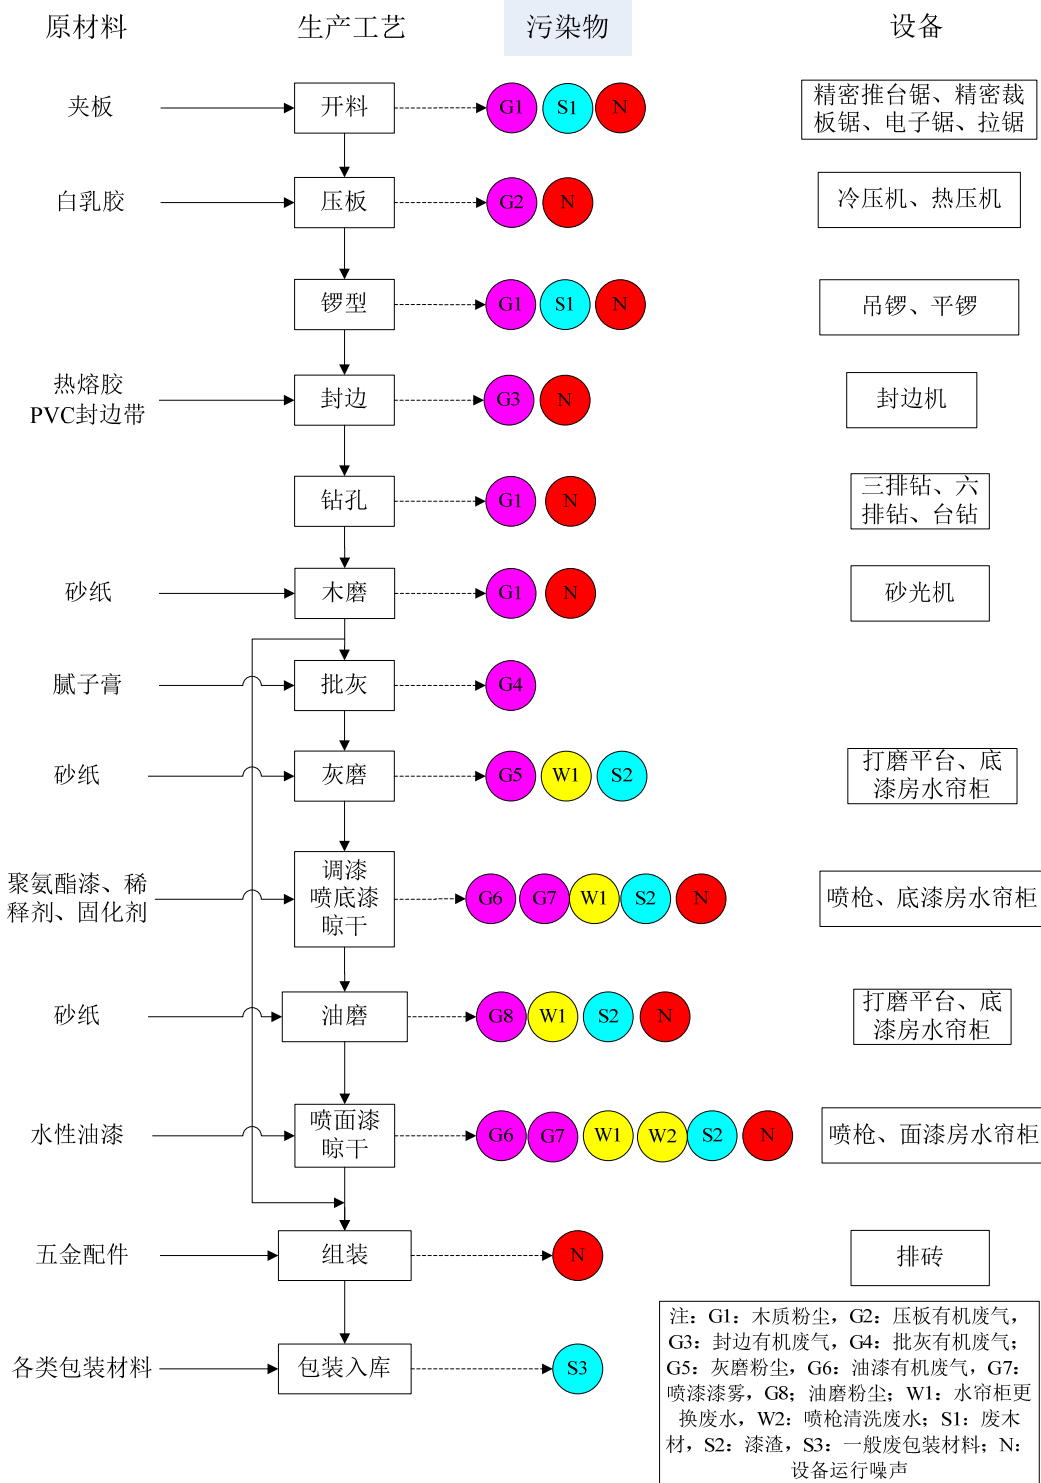 原材料 生产工艺 污染物 设备
夹板 开料 G1 S1 N 精密推台锯、精密裁
板锯、电子锯、拉锯
白乳胶 压板 G2 N 冷压机、热压机
锣型 G1 S1 N 吊锣、平锣
热熔胶
PVC封边带 封边 G3 N 封边机
钻孔 G1 N 三排钻、六
排钻、台钻
砂纸 木磨 G1 N 砂光机
腻子膏 批灰 G4
砂纸 灰磨 G5 W1 S2 打磨平台、底
漆房水帘柜
聚氨酯漆、稀
释剂、固化剂
调漆
喷底漆
晾干
G6 G7 W1 S2 N 喷枪、底漆房水帘柜
砂纸 油磨 G8 W1 S2 N 打磨平台、底
漆房水帘柜
水性油漆 喷面漆
晾干
G6 G7 W1 W2 S2 N 喷枪、面漆房水帘柜
五金配件 组装 N 排砖
各类包装材料 包装入库 S3
注：G1：木质粉尘，G2：压板有机废气，
G3：封边有机废气，G4：批灰有机废气；
G5：灰磨粉尘，G6：油漆有机废气，G7：
喷漆漆雾，G8；油磨粉尘；W1：水帘柜更
换废水，W2：喷枪清洗废水；S1：废木
材，S2：漆渣，S3：一般废包装材料；N：
设备运行噪声